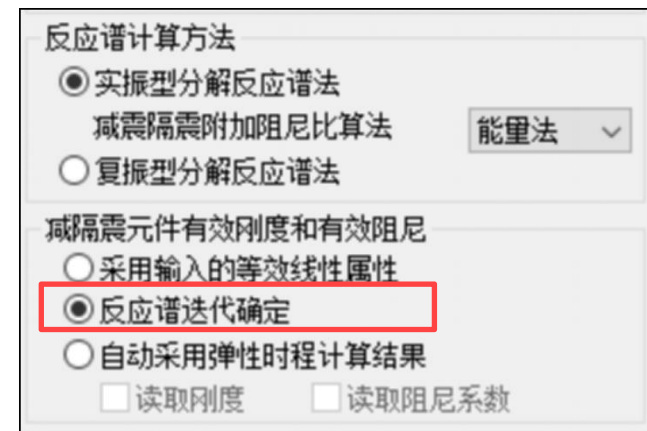 反应谱计算方法
实振型分解反应谱法
减震隔震附加阻尼比算法 能量法
复振型分解反应谱法
减隔震元件有效刚度和有效阻尼
采用输入的等效线性属性
反应谱迭代确定
自动采用弹性时程计算结果
读取刚度 读取阻尼系数